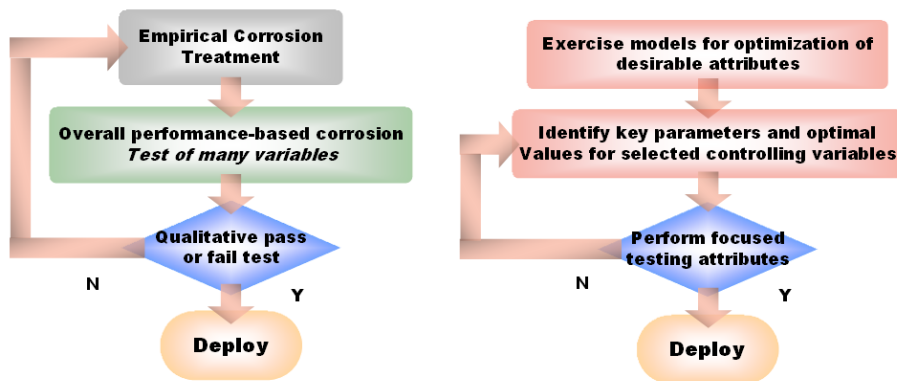 Empirical Corrosion
Treatment
Overall performance-based corrosion
Test of many variables
Qualitative pass
or fail test
N
Y
Deploy
Exercise models for optimization of
desirable attributes
Identify key parameters and optimal
Values for selected controlling variables
Perform focused
testing attributes
N
Y
Deploy